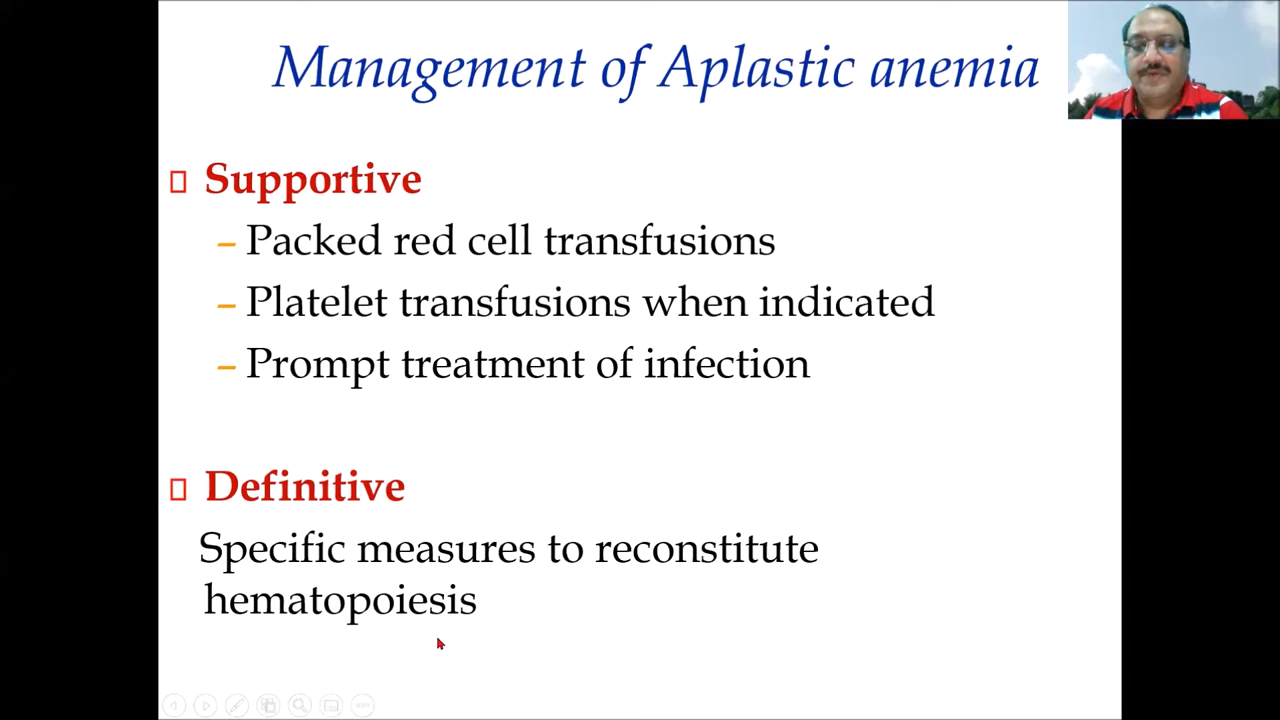 Management of Aplastic anemia
Supportive
– Packed red cell transfusions
– Platelet transfusions when indicated
– Prompt treatment of infection
Definitive
Specific measures to reconstitute
hematopoiesis